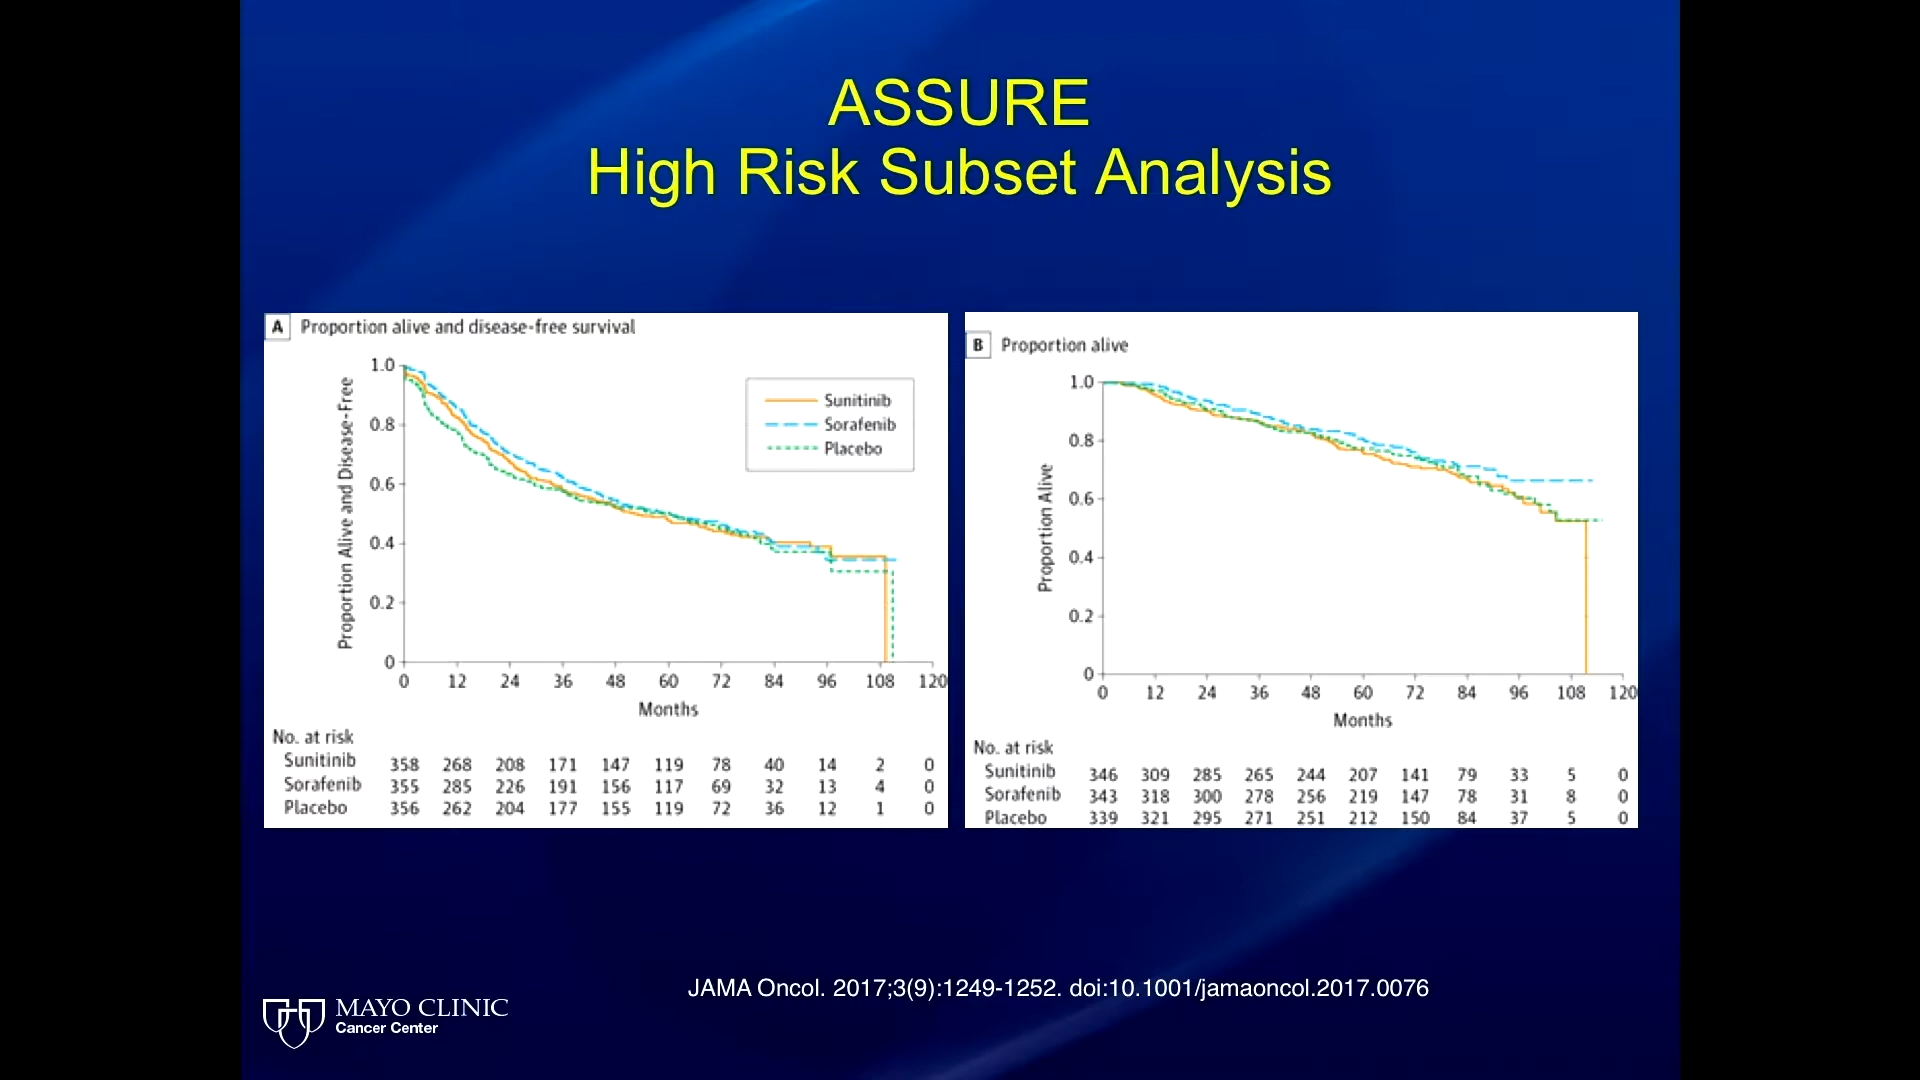 ASSURE
High Risk Subset Analysis
A Proportion alive and disease-free survival
Proportion Alive and Disease-Free
1.0
0.8
0.6
0.4
0.2
0
Sunitinib
Sorafenib
Placebo
0 12 24 36 48 60 72 84 96 108 120
Months
No. at risk
Sunitinib 358 268 208 171 147 119 78 40 14 2 0
Sorafenib 355 285 226 191 156 117 69 32 13 4 0
Placebo 356 262 204 177 155 119 72 36 12 1 0
B Proportion alive
Proportion Alive
1.0
0.8
0.6
0.4
0.2
0
0 12 24 36 48 60 72 84 96 108 120
Months
No. at risk
Sunitinib 346 309 285 265 244 207 141 79 33 5 0
Sorafenib 343 318 300 278 256 219 147 78 31 8 0
Placebo 339 321 295 271 251 212 150 84 37 5 0
JAMA Oncol. 2017;3(9):1249-1252. doi:10.1001/jamaoncol.2017.0076
MAYO CLINIC
Cancer Center